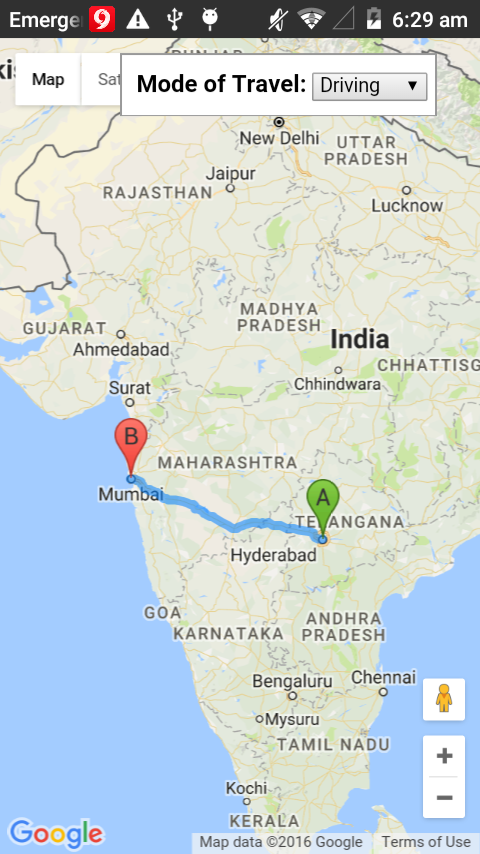 Emerge
6:29 am
Map
Sat
Mode of Travel: Driving
PUNJAB
New Delhi
UTTAR
PRADESH
Jaipur
RAJASTHAN
Lucknow
MADHYA
PRADESH
GUJARAT
Ahmedabad
India
CHHATTISG
Chhindwara
Surat
B
MAHARASHTRA
Mumbai
A
TELANGANA
Hyderabad
GOA
KARNATAKA
ANDHRA
PRADESH
Bengaluru
Chennai
Mysuru
TAMIL NADU
Kochi
KERALA
Google
Map data ©2016 Google
Terms of Use